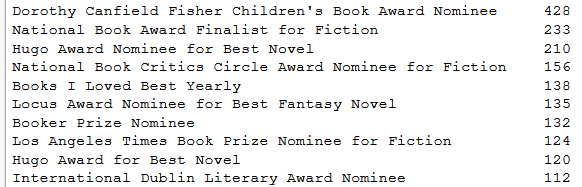 Dorothy Canfield Fisher Children's Book Award Nominee 428
National Book Award Finalist for Fiction 233
Hugo Award Nominee for Best Novel 210
National Book Critics Circle Award Nominee for Fiction 156
Books I Loved Best Yearly 138
Locus Award Nominee for Best Fantasy Novel 135
Booker Prize Nominee 132
Los Angeles Times Book Prize Nominee for Fiction 124
Hugo Award for Best Novel 120
International Dublin Literary Award Nominee 112